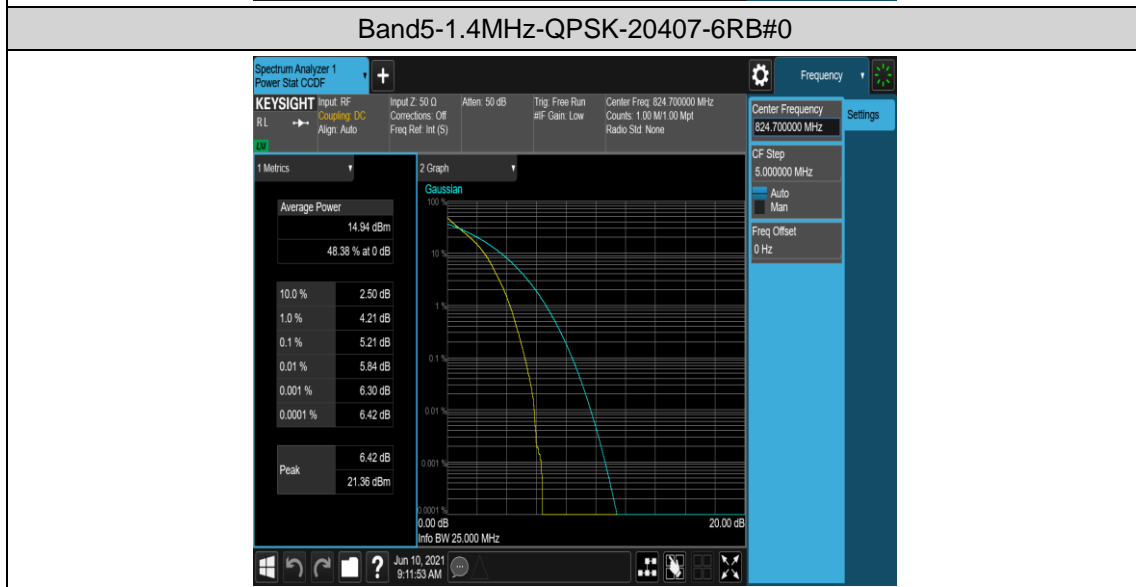 Band5-1.4MHz-QPSK-20407-6RB#0
Spectrum Analyzer 1
Power Stat CCDF
Frequency
KEYSIGHT
RL
LXI
Input: RF
Coupling: DC
Align: Auto
Input Z: 50 Ω
Corrections: Off
Freq Ref: Int (S)
Atten: 50 dB
Trig: Free Run
#IF Gain: Low
Center Freq: 824.700000 MHz
Counts: 1.00 M/1.00 Mpt
Radio Std: None
Center Frequency
824.700000 MHz
Settings
CF Step
5.000000 MHz
Auto
Man
Freq Offset
0 Hz
1 Metrics
Average Power
14.94 dBm
48.38 % at 0 dB
10.0 % 2.50 dB
1.0 % 4.21 dB
0.1 % 5.21 dB
0.01 % 5.84 dB
0.001 % 6.30 dB
0.0001 % 6.42 dB
Peak
6.42 dB
21.36 dBm
2 Graph
Gaussian
100 %
10 %
1 %
0.1 %
0.01 %
0.001 %
0.0001 %
0.00 dB 20.00 dB
Info BW 25.000 MHz
Jun 10, 2021
9:11:53 AM